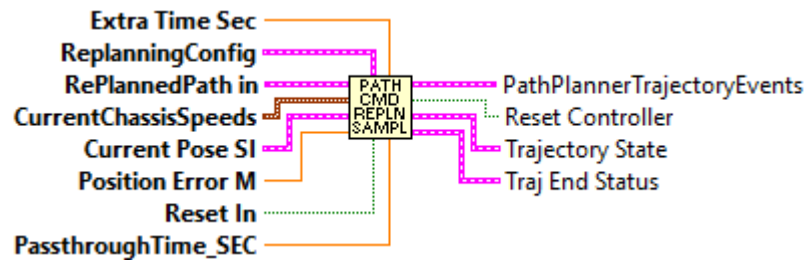 Extra Time Sec
ReplanningConfig
RePlannedPath in
CurrentChassisSpeeds
Current Pose SI
Position Error M
Reset In
PassthroughTime_SEC
PATH
CMD
REPLN
SAMPL
PathPlannerTrajectoryEvents
Reset Controller
Trajectory State
Traj End Status